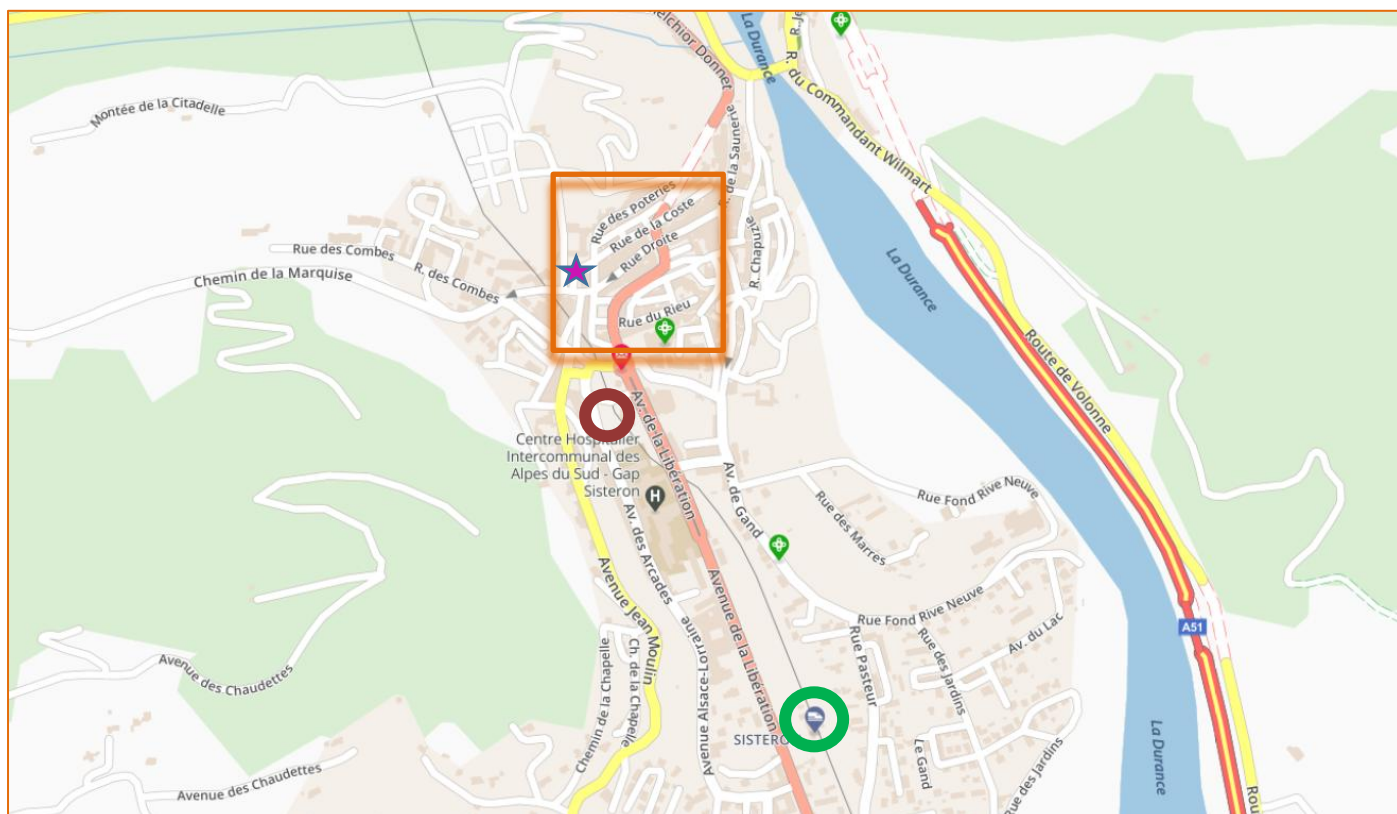 Melchior Donnet
La Durance
R. du Commandant Wilmart
Montée de la Citadelle
R. de la Saunerie
Rue des Poteries
Rue de la Coste
Rue Droite
R. Chapuzie
Rue des Combes
Chemin de la Marquise
R. des Combes
Rue du Rieu
La Durance
Route de Volonne
Centre Hospitalier
Intercommunal des
Alpes du Sud - Gap
Sisteron
H
Av. de la Libération
Av. de Gand
Rue Fond Rive Neuve
Rue des Marres
Av. des Arcades
Avenue Jean Moulin
Avenue de la Libération
Rue Fond Rive Neuve
Av. du Lac
A51
Rue Pasteur
Rue des Jardins
Avenue des Chaudettes
Chemin de la Chapelle
Ch. de la Chapelle
Avenue Alsace-Lorraine
SISTERO
Le Gand
Rue des Jardins
La Durance
Avenue des Chaudettes
Rou